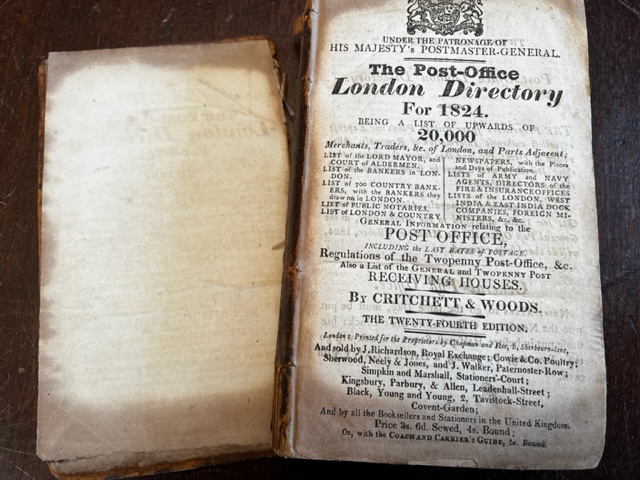 UNDER THE PATRONAGE OF
HIS MAJESTY's POSTMASTER-GENERAL.
The Post-Office
London Directory
For 1824.
BEING A LIST OF UPWARDS OF
20,000
Merchants, Traders, &c. of London, and Parts Adjacent;
LIST of the LORD MAYOR, and
COURT of ALDERMEN.
LIST of the BANKERS in LON-
DON.
LIST of 700 COUNTRY BANK-
ERS, with the BANKERS they
draw on in LONDON.
LIST of PUBLIC NOTARIES.
LIST of LONDON & COUNTRY
NEWSPAPERS, with the Places
and Days of Publication.
LISTS of ARMY and NAVY
AGENTS, DIRECTORS of the
FIRE & INSURANCE OFFICES
LISTS of the LONDON, WEST
INDIA & EAST INDIA DOCK
COMPANIES, FOREIGN MI-
NISTERS, &c. &c.
GENERAL INFORMATION relating to the
POST OFFICE,
INCLUDING the LAST RATES of POSTAGE.
Regulations of the Twopenny Post-Office, &c.
Also a List of the GENERAL and TWOPENNY POST
RECEIVING HOUSES.
By CRITCHETT & WOODS.
THE TWENTY-FOURTH EDITION.
London: Printed for the Proprietors by Chapman and Hair, 5, Sherbourn-Lane,
And sold by J. Richardson, Royal Exchange; Cowie & Co. Poultry;
Sherwood, Neely & Jones, and J. Walker, Paternoster-Row;
Simpkin and Marshall, Stationers'-Court;
Kingsbury, Parbury, & Allen, Leadenhall-Street;
Black, Young and Young, 2, Tavistock-Street,
Covent-Garden;
And by all the Booksellers and Stationers in the United Kingdom.
Price 3s. 6d. Sewed, 4s. Bound;
Or, with the COACH AND CARRIER'S GUIDE, 8s. Bound.